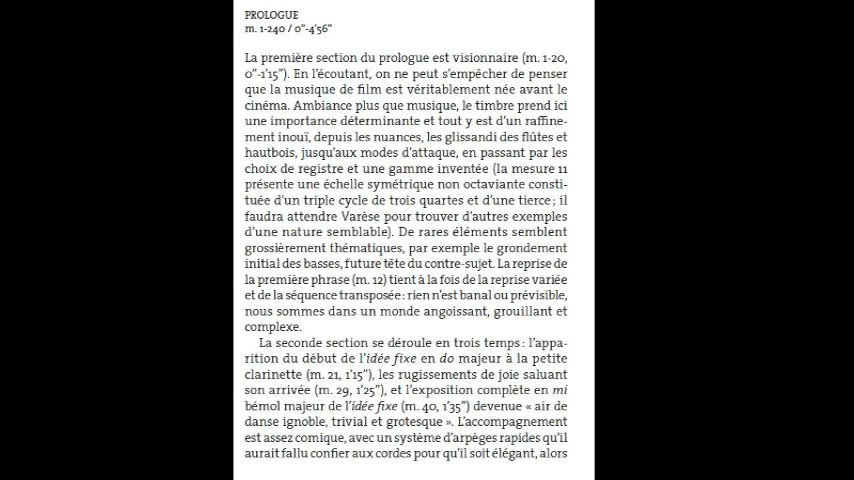 PROLOGUE
m. 1-240 / 0’’-4’56’’
La première section du prologue est visionnaire (m. 1-20,
0’’-1’15’’). En l’écoutant, on ne peut s’empêcher de penser
que la musique de film est véritablement née avant le
cinéma. Ambiance plus que musique, le timbre prend ici
une importance déterminante et tout y est d’un raffine-
ment inouï, depuis les nuances, les glissandi des flûtes et
hautbois, jusqu’aux modes d’attaque, en passant par les
choix de registre et une gamme inventée (la mesure 11
présente une échelle symétrique non octaviante consti-
tuée d’un triple cycle de trois quartes et d’une tierce ; il
faudra attendre Varèse pour trouver d’autres exemples
d’une nature semblable). De rares éléments semblent
grossièrement thématiques, par exemple le grondement
initial des basses, future tête du contre-sujet. La reprise de
la première phrase (m. 12) tient à la fois de la reprise variée
et de la séquence transposée : rien n’est banal ou prévisible,
nous sommes dans un monde angoissant, grouillant et
complexe.
La seconde section se déroule en trois temps : l’appa-
rition du début de l’idée fixe en do majeur à la petite
clarinette (m. 21, 1’15’’), les rugissements de joie saluant
son arrivée (m. 29, 1’25’’), et l’exposition complète en mi
bémol majeur de l’idée fixe (m. 40, 1’35’’) devenue « air de
danse ignoble, trivial et grotesque ». L’accompagnement
est assez comique, avec un système d’arpèges rapides qu’il
aurait fallu confier aux cordes pour qu’il soit élégant, alors